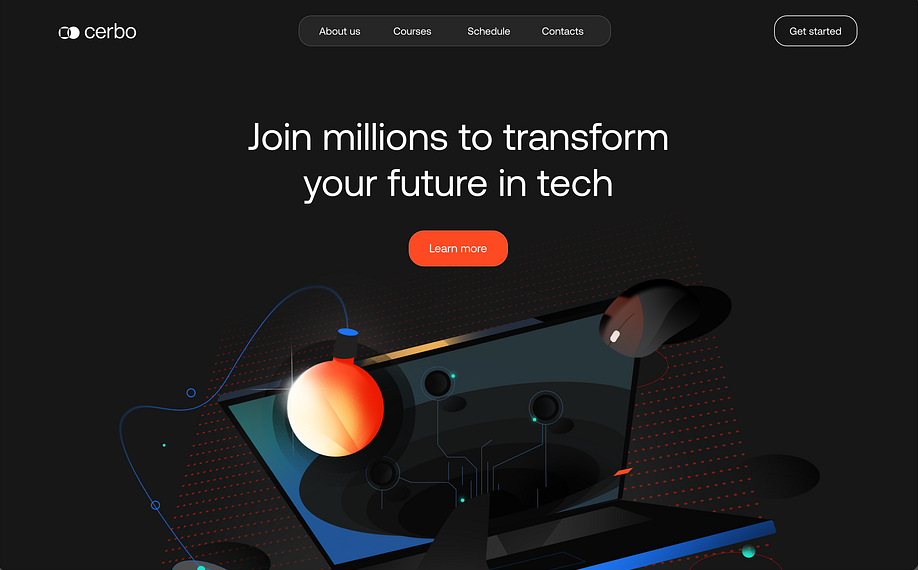 cerbo
About us
Courses
Schedule
Contacts
Get started
Join millions to transform
your future in tech
Learn more